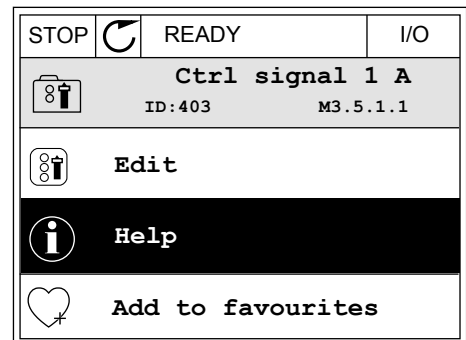 STOP READY I/O
Ctrl signal 1 A
ID:403 M3.5.1.1
Edit
Help
Add to favourites